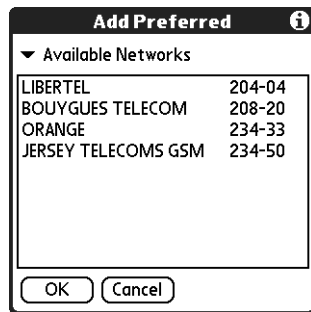 Add Preferred
Available Networks
LIBERTEL 204-04
BOUYGUES TELECOM 208-20
ORANGE 234-33
JERSEY TELECOMS GSM 234-50
OK Cancel